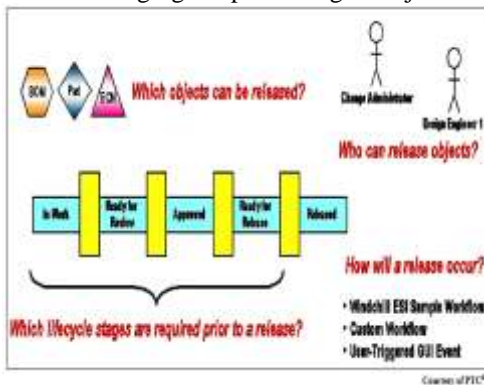 BOM
Part
ECN
Which objects can be released?
Change Administrator
Design Engineer 1
Who can release objects?
In Work
Ready for
Review
Approved
Ready for
Release
Released
How will a release occur?
• Windchill ESI Sample Workflow
• Custom Workflow
• User-Triggered GUI Event
Which lifecycle stages are required prior to a release?
Courtesy of PTC